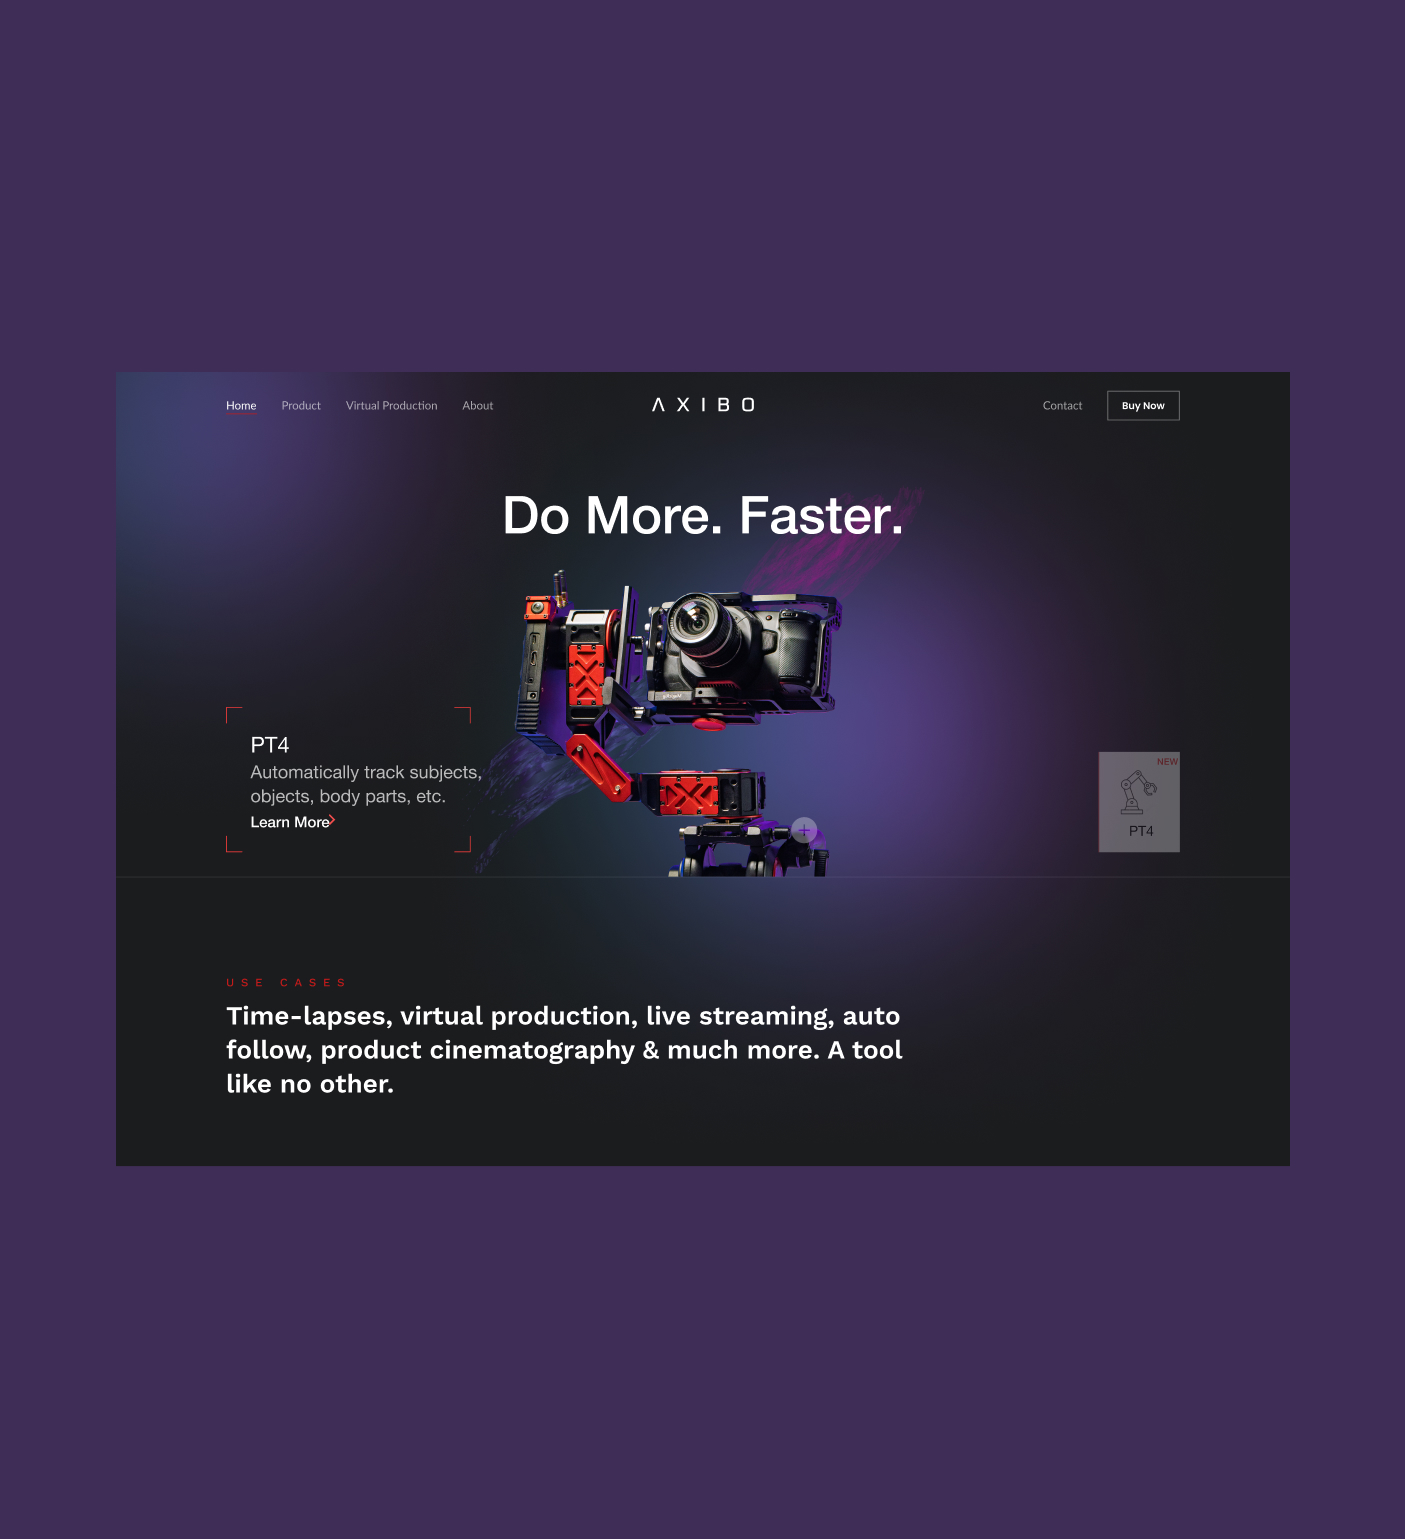 Home
Product
Virtual Production
About
AXIBO
Contact
Buy Now
Do More. Faster.
PT4
Automatically track subjects,
objects, body parts, etc.
Learn More
NEW
PT4
USE CASES
Time-lapses, virtual production, live streaming, auto
follow, product cinematography & much more. A tool
like no other.